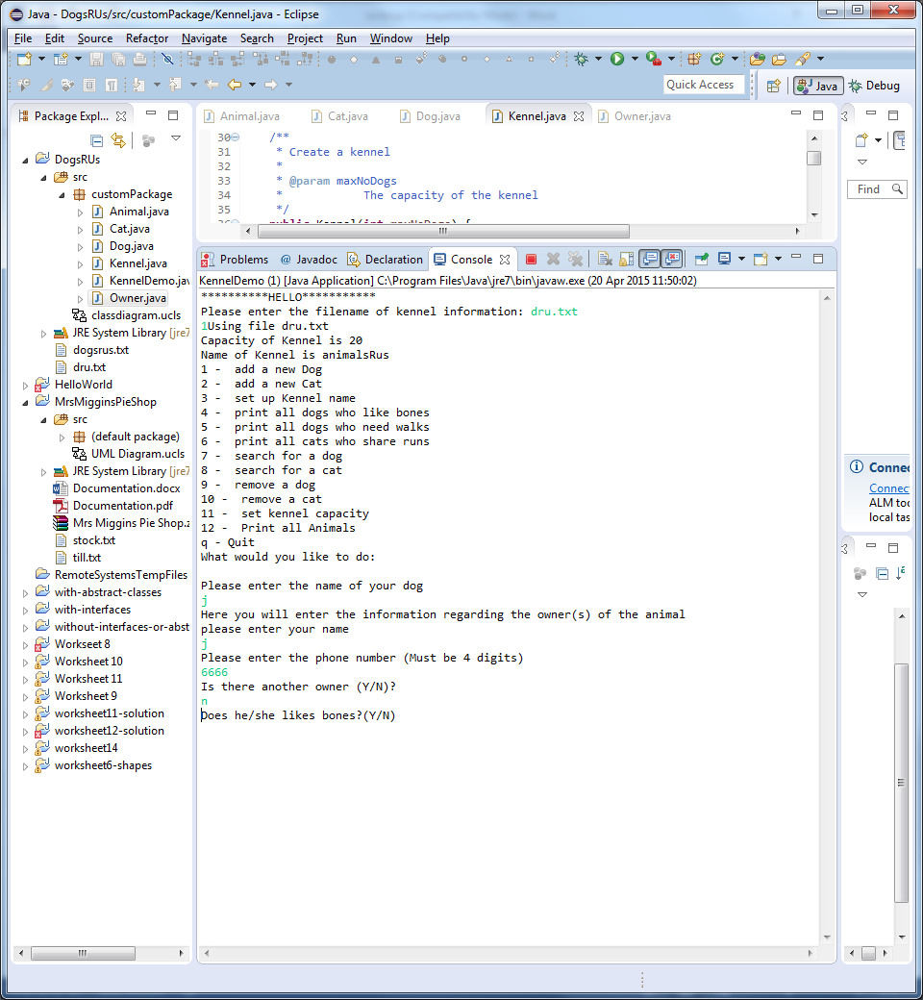 Java - DogsRUs/src/customPackage/Kennel.java - Eclipse
File Edit Source Refactor Navigate Search Project Run Window Help
Quick Access
Java
Debug
Package Expl...
DogsRUs
src
customPackage
Animal.java
Cat.java
Dog.java
Kennel.java
KennelDemo.jav
Owner.java
classdiagram.ucls
JRE System Library [jre7
dogsrus.txt
dru.txt
HelloWorld
MrsMigginsPieShop
src
(default package)
UML Diagram.ucls
JRE System Library [jre7
Documentation.docx
Documentation.pdf
Mrs Miggins Pie Shop.z
stock.txt
till.txt
RemoteSystemsTempFiles
with-abstract-classes
with-interfaces
without-interfaces-or-abst
Workseet 8
Worksheet 10
Worksheet 11
Worksheet 9
worksheet11-solution
worksheet12-solution
worksheet14
worksheet6-shapes
Animal.java Cat.java Dog.java Kennel.java Owner.java
30 /**
31 * Create a kennel
32 *
33 * @param maxNoDogs
34 * The capacity of the kennel
35 */
36 public Kennel(int maxNoDogs) {
Problems @ Javadoc Declaration Console
KennelDemo (1) [Java Application] C:\Program Files\Java\jre7\bin\javaw.exe (20 Apr 2015 11:50:02)
**********HELLO***********
Please enter the filename of kennel information: dru.txt
1Using file dru.txt
Capacity of Kennel is 20
Name of Kennel is animalsRus
1 - add a new Dog
2 - add a new Cat
3 - set up Kennel name
4 - print all dogs who like bones
5 - print all dogs who need walks
6 - print all cats who share runs
7 - search for a dog
8 - search for a cat
9 - remove a dog
10 - remove a cat
11 - set kennel capacity
12 - Print all Animals
q - Quit
What would you like to do:
Please enter the name of your dog
j
Here you will enter the information regarding the owner(s) of the animal
please enter your name
j
Please enter the phone number (Must be 4 digits)
6666
Is there another owner (Y/N)?
n
Does he/she likes bones?(Y/N)
Find
Connec
Connect
ALM too
local tas